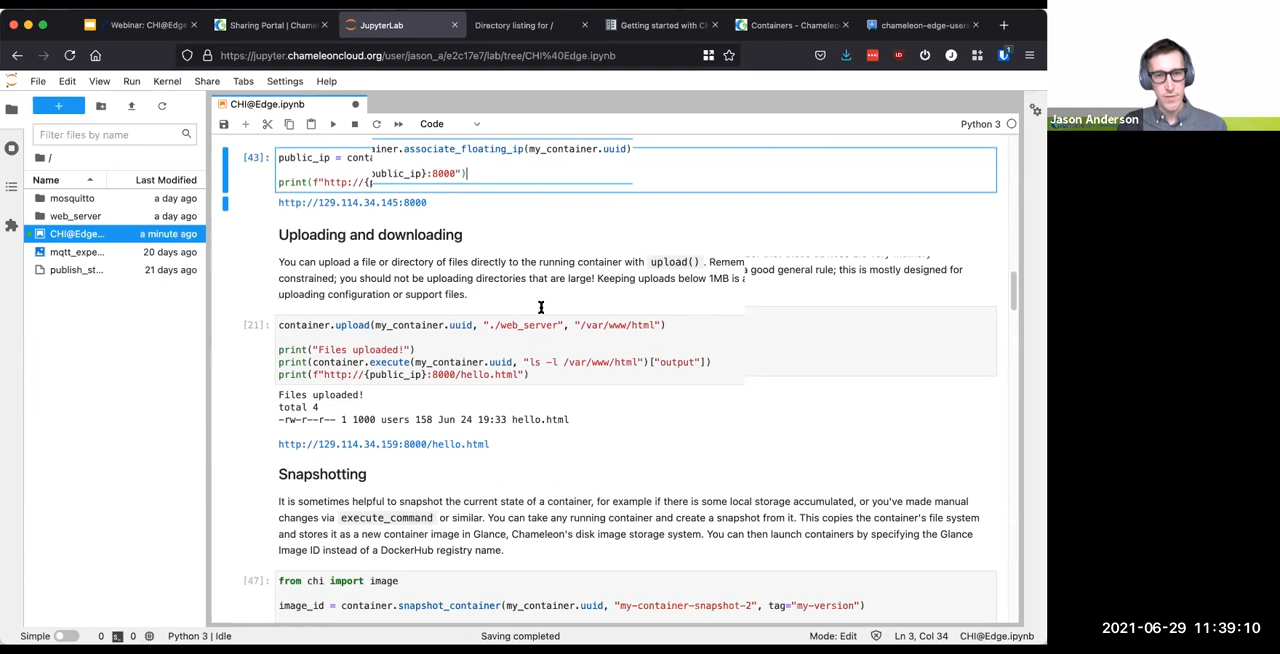 Webinar: CHI@Edge
Sharing Portal | Chame
JupyterLab
Directory listing for /
Getting started with C
Containers - Chamele
chameleon-edge-users
https://jupyter.chameleoncloud.org/user/jason_a/e2c17e7/lab/tree/CHI%40Edge.ipynb
File Edit View Run Kernel Share Tabs Settings Help
CHI@Edge.ipynb
Filter files by name
Code
Python 3
/
Name Last Modified
mosquitto a day ago
web_server a day ago
CHI@Edge... a minute ago
mqtt_expe... 20 days ago
publish_st... 21 days ago
[43]:
public_ip = conta
ainer.associate_floating_ip(my_container.uuid)
print(f"http://{p
public_ip}:8000")
http://129.114.34.145:8000
Uploading and downloading
You can upload a file or directory of files directly to the running container with upload(). Remem
constrained; you should not be uploading directories that are large! Keeping uploads below 1MB is a
a good general rule; this is mostly designed for
uploading configuration or support files.
[21]:
container.upload(my_container.uuid, "./web_server", "/var/www/html")
print("Files uploaded!")
print(container.execute(my_container.uuid, "ls -l /var/www/html")["output"])
print(f"http://{public_ip}:8000/hello.html")
Files uploaded!
total 4
-rw-r--r-- 1 1000 users 158 Jun 24 19:33 hello.html
http://129.114.34.159:8000/hello.html
Snapshotting
It is sometimes helpful to snapshot the current state of a container, for example if there is some local storage accumulated, or you've made manual
changes via execute_command or similar. You can take any running container and create a snapshot from it. This copies the container's file system
and stores it as a new container image in Glance, Chameleon's disk image storage system. You can then launch containers by specifying the Glance
Image ID instead of a DockerHub registry name.
[47]:
from chi import image
image_id = container.snapshot_container(my_container.uuid, "my-container-snapshot-2", tag="my-version")
Simple 0 0 Python 3 | Idle Saving completed Mode: Edit Ln 3, Col 34 CHI@Edge.ipynb
Jason Anderson
2021-06-29 11:39:10